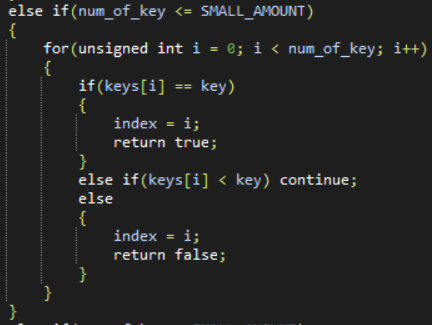 else if(num_of_key <= SMALL_AMOUNT)
{
for(unsigned int i = 0; i < num_of_key; i++)
{
if(keys[i] == key)
{
index = i;
return true;
}
else if(keys[i] < key) continue;
else
{
index = i;
return false;
}
}
}